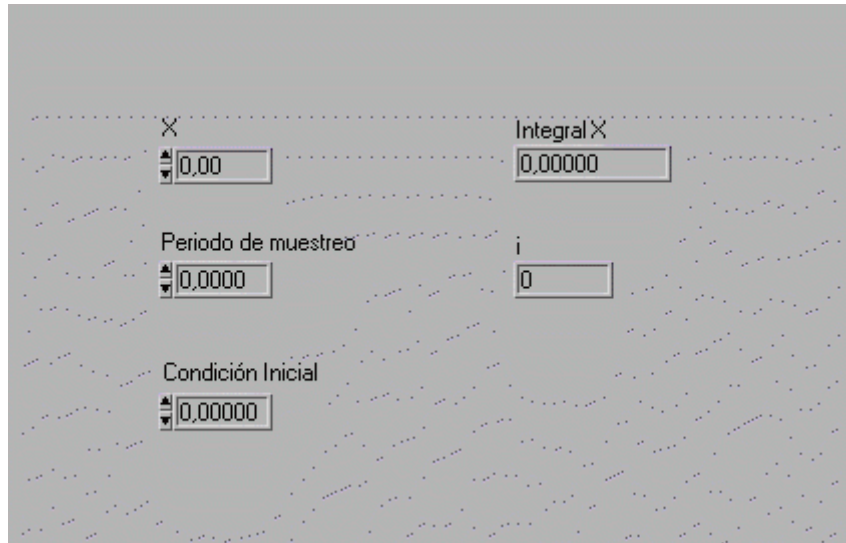 X
0,00
Integral X
0,00000
Periodo de muestreo
0,0000
i
0
Condición Inicial
0,00000